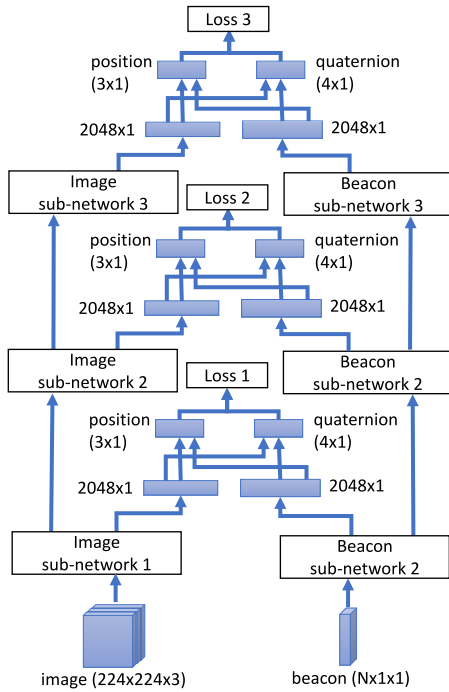 Loss 3
position
(3x1)
quaternion
(4x1)
2048x1
2048x1
Image
sub-network 3
Beacon
sub-network 3
Loss 2
position
(3x1)
quaternion
(4x1)
2048x1
2048x1
Image
sub-network 2
Beacon
sub-network 2
Loss 1
position
(3x1)
quaternion
(4x1)
2048x1
2048x1
Image
sub-network 1
Beacon
sub-network 2
image (224x224x3)
beacon (Nx1x1)